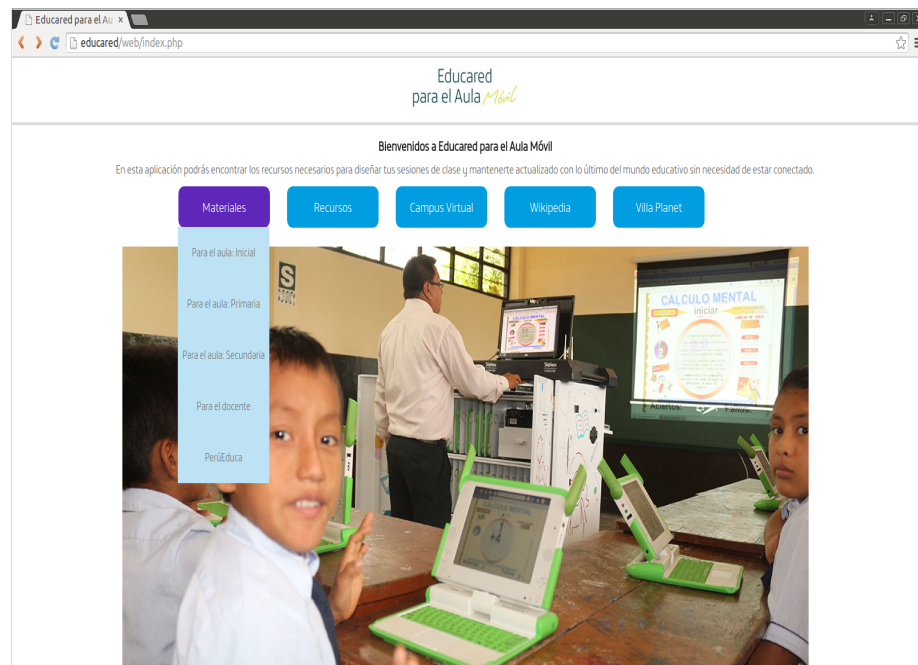 Educared para el Au
educared/web/index.php
Educared
para el Aula Móvil
Bienvenidos a Educared para el Aula Móvil
En esta aplicación podrás encontrar los recursos necesarios para diseñar tus sesiones de clase y mantenerte actualizado con lo último del mundo educativo sin necesidad de estar conectado.
Materiales
Recursos
Campus Virtual
Wikipedia
Villa Planet
Para el aula: Inicial
Para el aula: Primaria
Para el aula: Secundaria
Para el docente
PerúEduca
S
CÁLCULO MENTAL
iniciar
CÁLCULO MENTAL
Aciertos:
Fallos:
CÁLCULO MENTAL